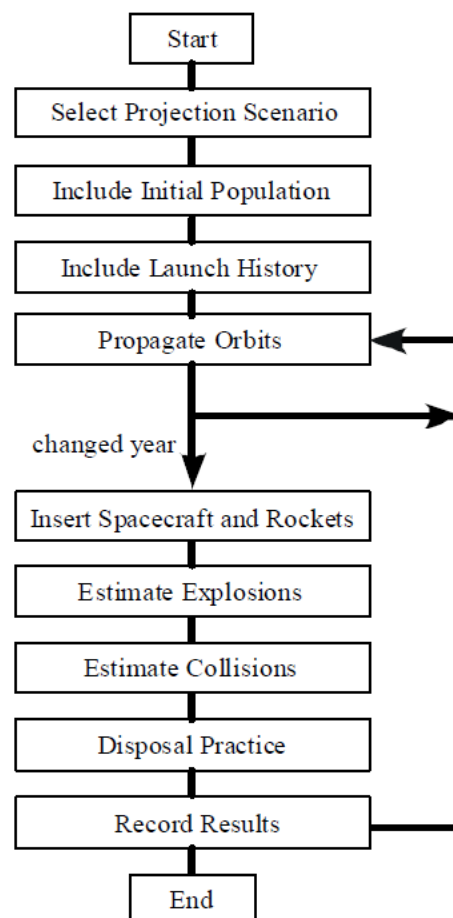 Start
Select Projection Scenario
Include Initial Population
Include Launch History
Propagate Orbits
changed year
Insert Spacecraft and Rockets
Estimate Explosions
Estimate Collisions
Disposal Practice
Record Results
End